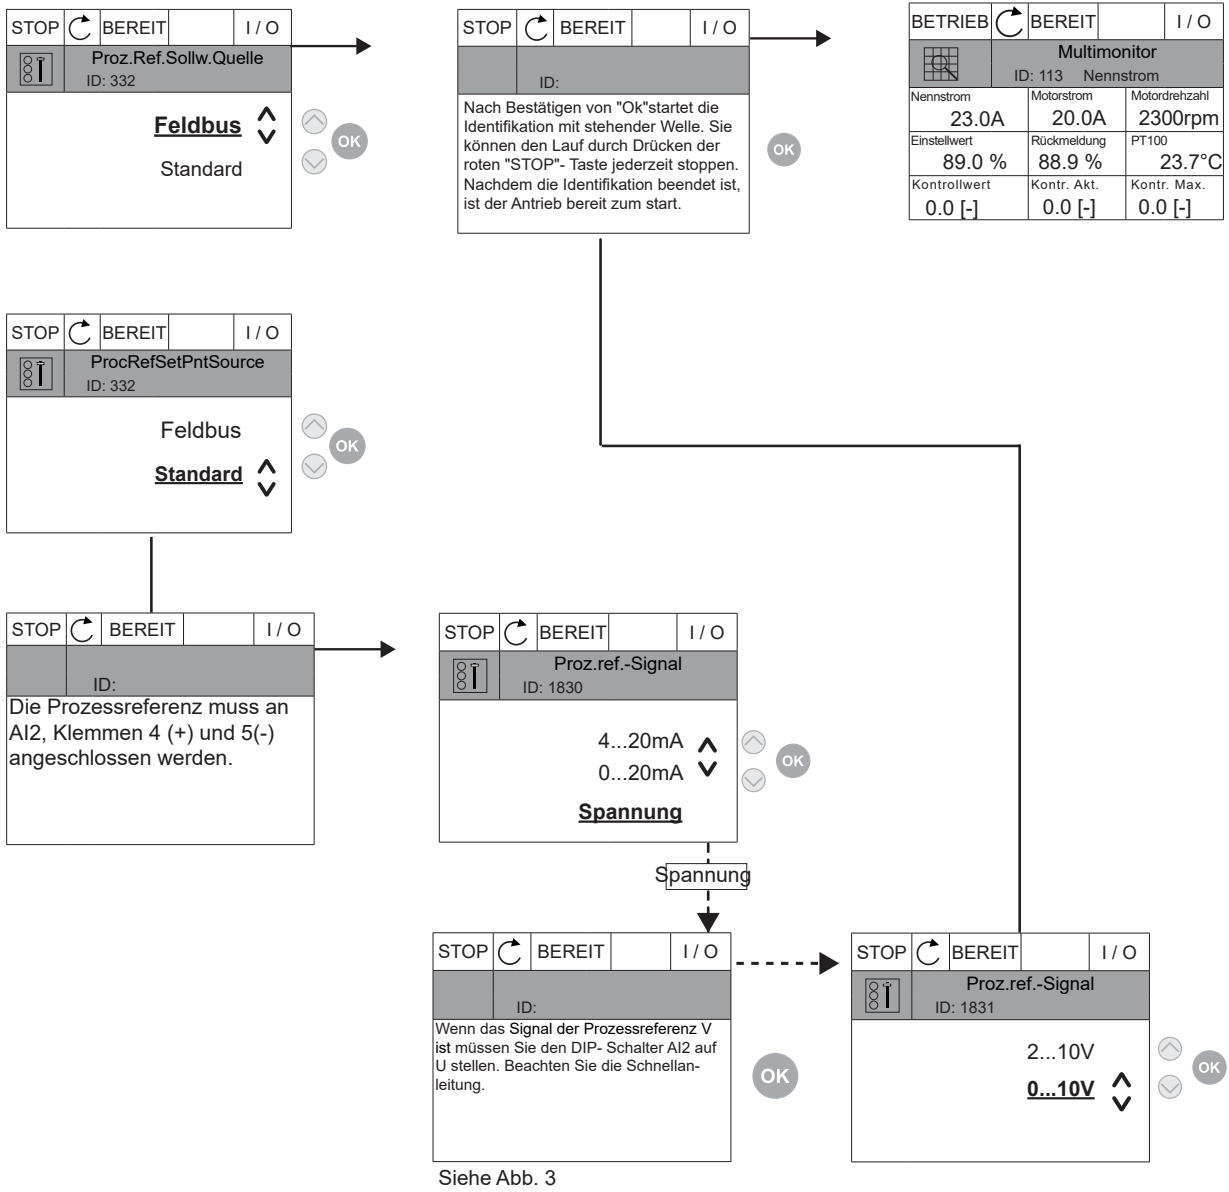 STOP BEREIT I / O
Proz.Ref.Sollw.Quelle
ID: 332
Feldbus
Standard
OK
STOP BEREIT I / O
ID:
Nach Bestätigen von "Ok"startet die
Identifikation mit stehender Welle. Sie
können den Lauf durch Drücken der
roten "STOP"- Taste jederzeit stoppen.
Nachdem die Identifikation beendet ist,
ist der Antrieb bereit zum start.
OK
BETRIEB BEREIT I / O
Multimonitor
ID: 113 Nennstrom
Nennstrom Motorstrom Motordrehzahl
23.0A 20.0A 2300rpm
Einstellwert Rückmeldung PT100
89.0 % 88.9 % 23.7°C
Kontrollwert Kontr. Akt. Kontr. Max.
0.0 [-] 0.0 [-] 0.0 [-]
STOP BEREIT I / O
ProcRefSetPntSource
ID: 332
Feldbus
Standard
OK
STOP BEREIT I / O
ID:
Die Prozessreferenz muss an
AI2, Klemmen 4 (+) und 5(-)
angeschlossen werden.
STOP BEREIT I / O
Proz.ref.-Signal
ID: 1830
4...20mA
0...20mA
Spannung
OK
Spannung
STOP BEREIT I / O
ID:
Wenn das Signal der Prozessreferenz V
ist müssen Sie den DIP- Schalter AI2 auf
U stellen. Beachten Sie die Schnellan-
leitung.
OK
Siehe Abb. 3
STOP BEREIT I / O
Proz.ref.-Signal
ID: 1831
2...10V
0...10V
OK